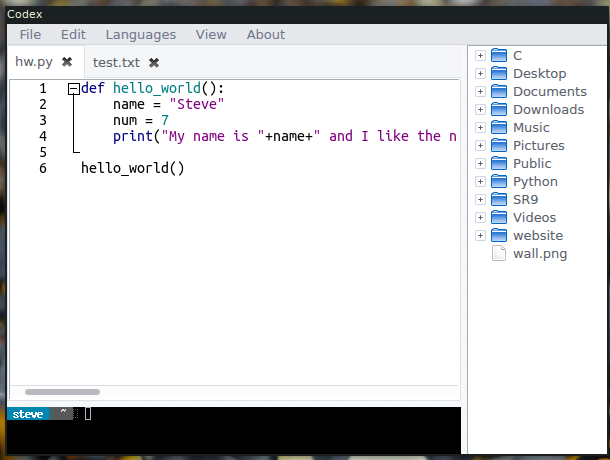 Codex
File Edit Languages View About
hw.py ✖ test.txt ✖
1 def hello_world():
2     name = "Steve"
3     num = 7
4     print("My name is "+name+" and I like the n
5
6 hello_world()
steve ~
C
Desktop
Documents
Downloads
Music
Pictures
Public
Python
SR9
Videos
website
wall.png